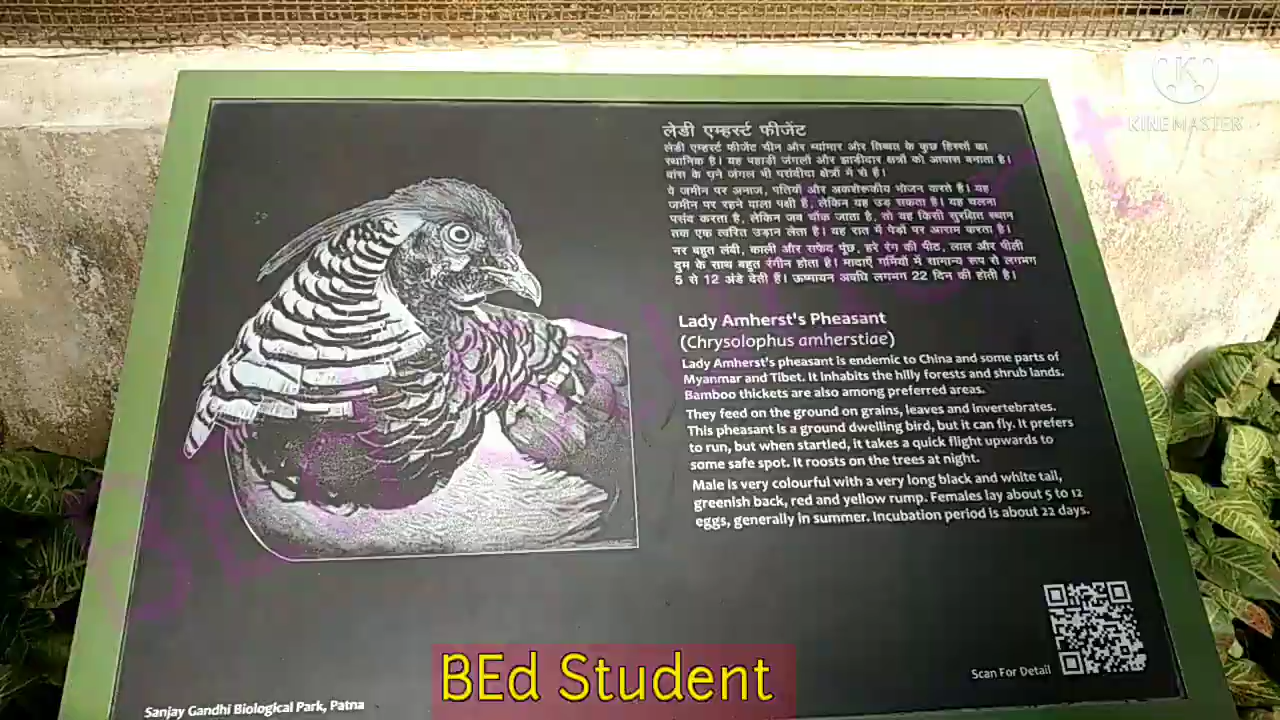 KINE MASTER
लेडी एम्हर्स्ट फीजेंट
लेडी एम्हर्स्ट फीजेंट चीन और म्यांमार और तिब्बत के कुछ हिस्सों का
स्थानिक है। यह पहाड़ी जंगलों और झाड़ीदार क्षेत्रों को आवास बनाता है।
बांस के घने जंगल भी पसंदीदा क्षेत्रों में से है।
ये जमीन पर अनाज, पत्तियों और अकशेरूकीय भोजन करते हैं। यह
जमीन पर रहने वाला पक्षी है, लेकिन यह उड़ सकता है। यह चलना
पसंद करता है, लेकिन जब चौंक जाता है, तो वह किसी सुरक्षित स्थान
तक एक त्वरित उड़ान लेता है। यह रात में पेड़ों पर आराम करता है।
नर बहुत लंबी, काली और सफेद पूंछ, हरे रंग की पीठ, लाल और पीली
दुम के साथ बहुत रंगीन होता है। मादाएँ गर्मियों में सामान्य रूप से लगभग
5 से 12 अंडे देती हैं। ऊष्मायन अवधि लगभग 22 दिन की होती है।
Lady Amherst's Pheasant
(Chrysolophus amherstiae)
Lady Amherst's pheasant is endemic to China and some parts of
Myanmar and Tibet. It inhabits the hilly forests and shrub lands.
Bamboo thickets are also among preferred areas.
They feed on the ground on grains, leaves and invertebrates.
This pheasant is a ground dwelling bird, but it can fly. It prefers
to run, but when startled, it takes a quick flight upwards to
some safe spot. It roosts on the trees at night.
Male is very colourful with a very long black and white tail,
greenish back, red and yellow rump. Females lay about 5 to 12
eggs, generally in summer. Incubation period is about 22 days.
Scan For Detail
BEd Student
Sanjay Gandhi Biological Park, Patna